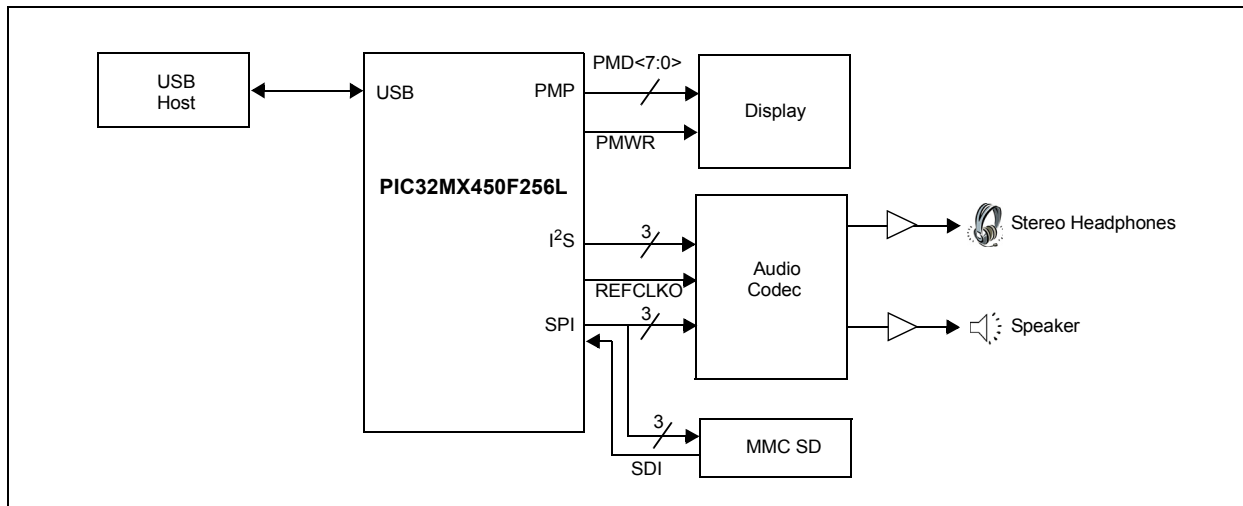 USB
Host
USB
PMP
PMD<7:0>
PMWR
Display
PIC32MX450F256L
I²S
3
REFCLKO
SPI
3
Audio
Codec
Stereo Headphones
Speaker
3
SDI
MMC SD